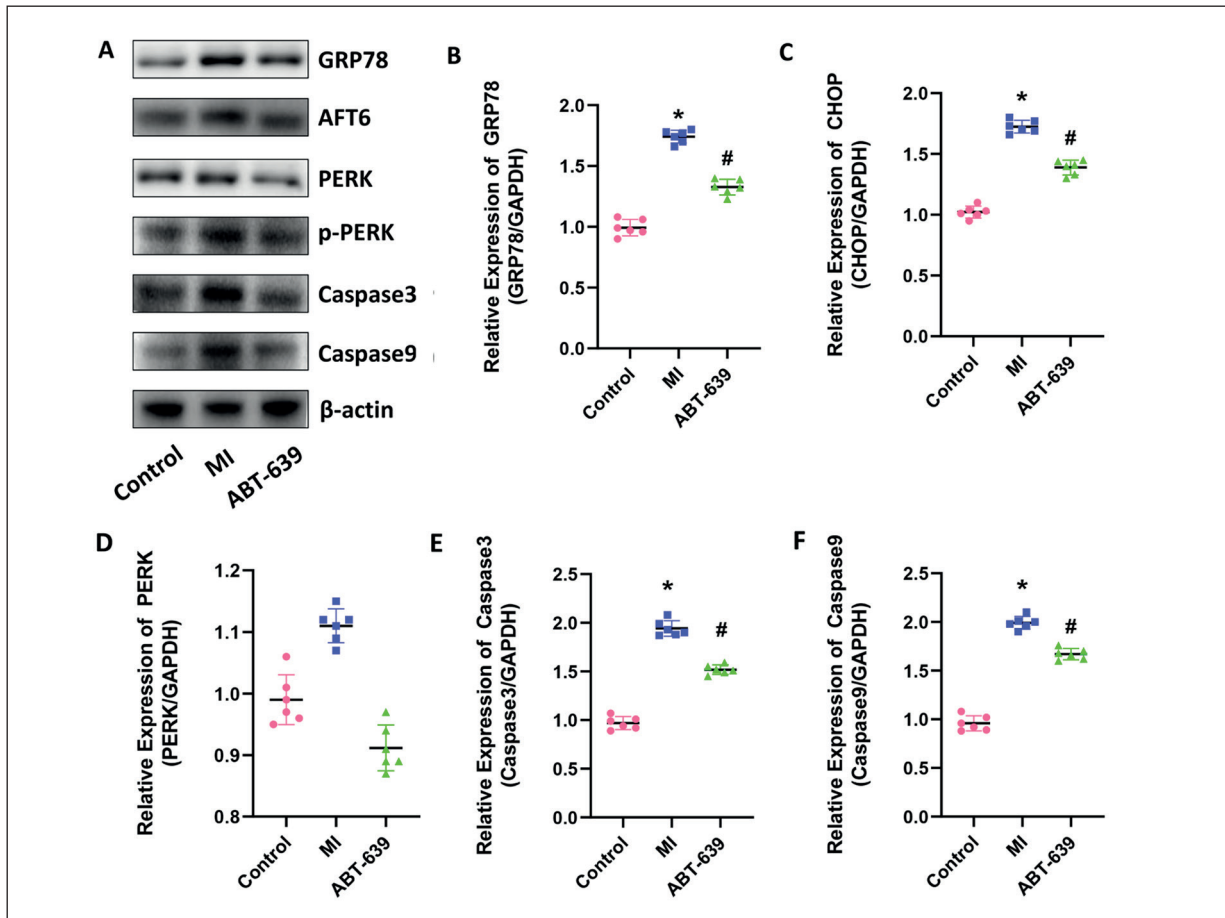 A
GRP78
AFT6
PERK
p-PERK
Caspase3
Caspase9
β-actin
Control
MI
ABT-639
B
Relative Expression of GRP78
(GRP78/GAPDH)
2.0
1.5
1.0
0.5
0.0
*
#
Control
MI
ABT-639
C
Relative Expression of CHOP
(CHOP/GAPDH)
2.0
1.5
1.0
0.5
0.0
*
#
Control
MI
ABT-639
D
Relative Expression of PERK
(PERK/GAPDH)
1.2
1.1
1.0
0.9
0.8
Control
MI
ABT-639
E
Relative Expression of Caspase3
(Caspase3/GAPDH)
2.5
2.0
1.5
1.0
0.5
0.0
*
#
Control
MI
ABT-639
F
Relative Expression of Caspase9
(Caspase9/GAPDH)
2.5
2.0
1.5
1.0
0.5
0.0
*
#
Control
MI
ABT-639